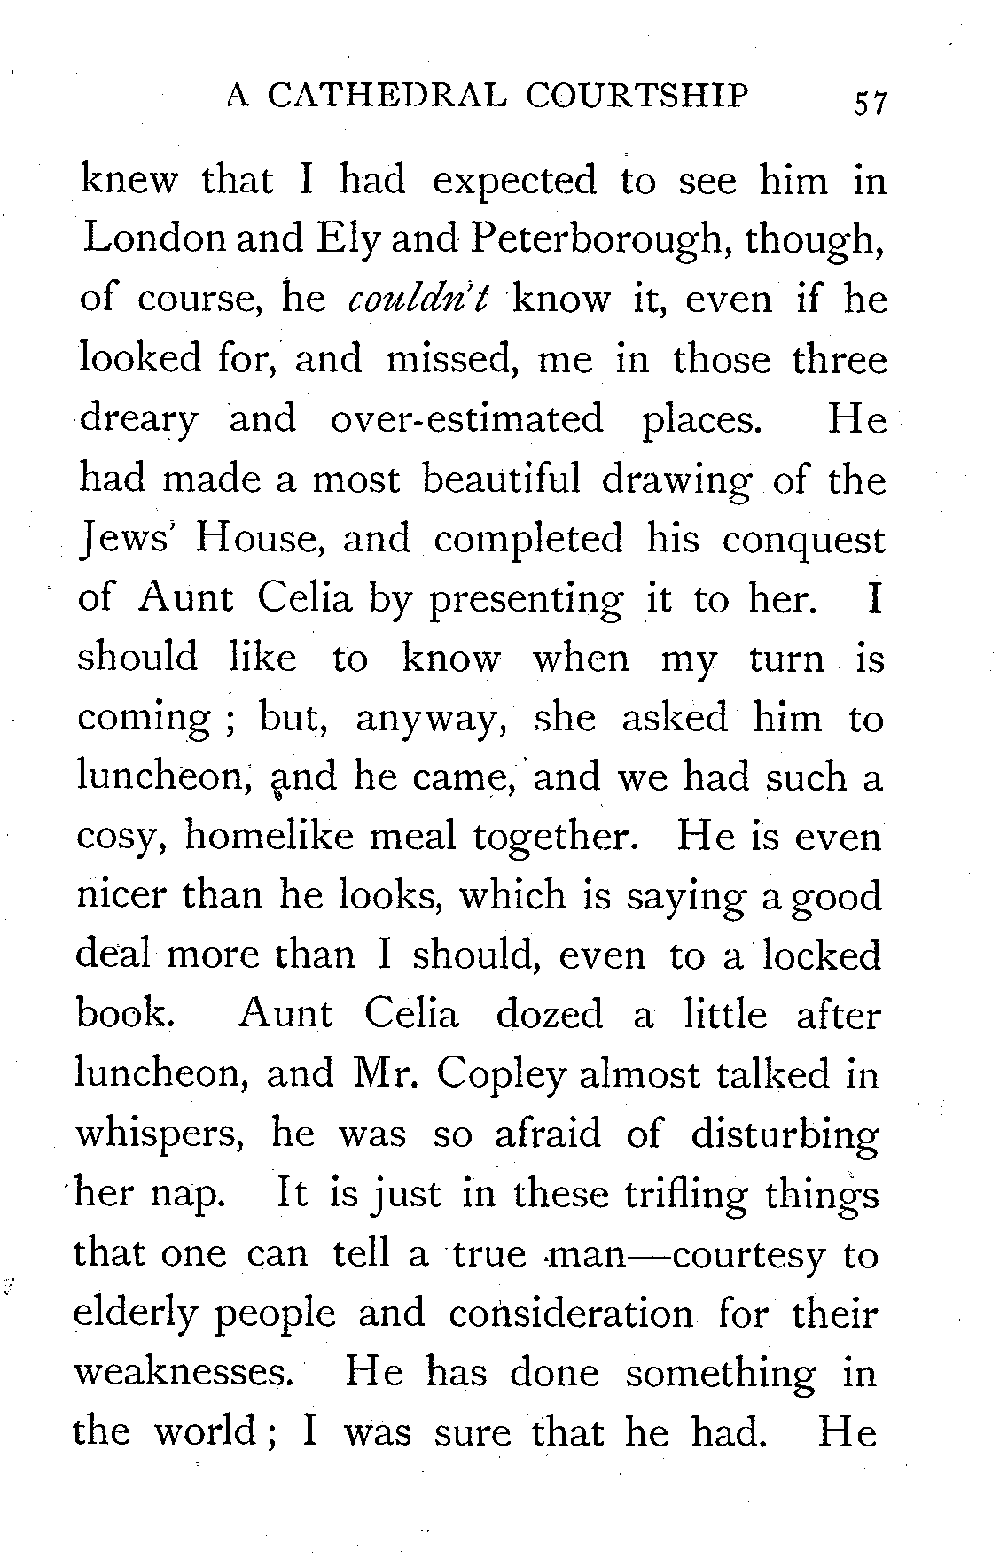 A CATHEDRAL COURTSHIP 57
knew that I had expected to see him in
London and Ely and Peterborough, though,
of course, he couldn't know it, even if he
looked for, and missed, me in those three
dreary and over-estimated places. He
had made a most beautiful drawing of the
Jews' House, and completed his conquest
of Aunt Celia by presenting it to her. I
should like to know when my turn is
coming ; but, anyway, she asked him to
luncheon, and he came, and we had such a
cosy, homelike meal together. He is even
nicer than he looks, which is saying a good
deal more than I should, even to a locked
book. Aunt Celia dozed a little after
luncheon, and Mr. Copley almost talked in
whispers, he was so afraid of disturbing
her nap. It is just in these trifling things
that one can tell a true man—courtesy to
elderly people and consideration for their
weaknesses. He has done something in
the world ; I was sure that he had. He